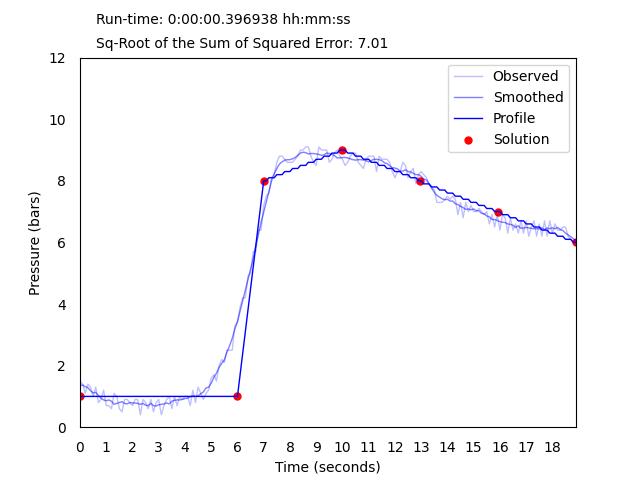 Run-time: 0:00:00.396938 hh:mm:ss
Sq-Root of the Sum of Squared Error: 7.01
Observed
Smoothed
Profile
Solution
12
10
8
6
4
2
0
Pressure (bars)
0 1 2 3 4 5 6 7 8 9 10 11 12 13 14 15 16 17 18
Time (seconds)